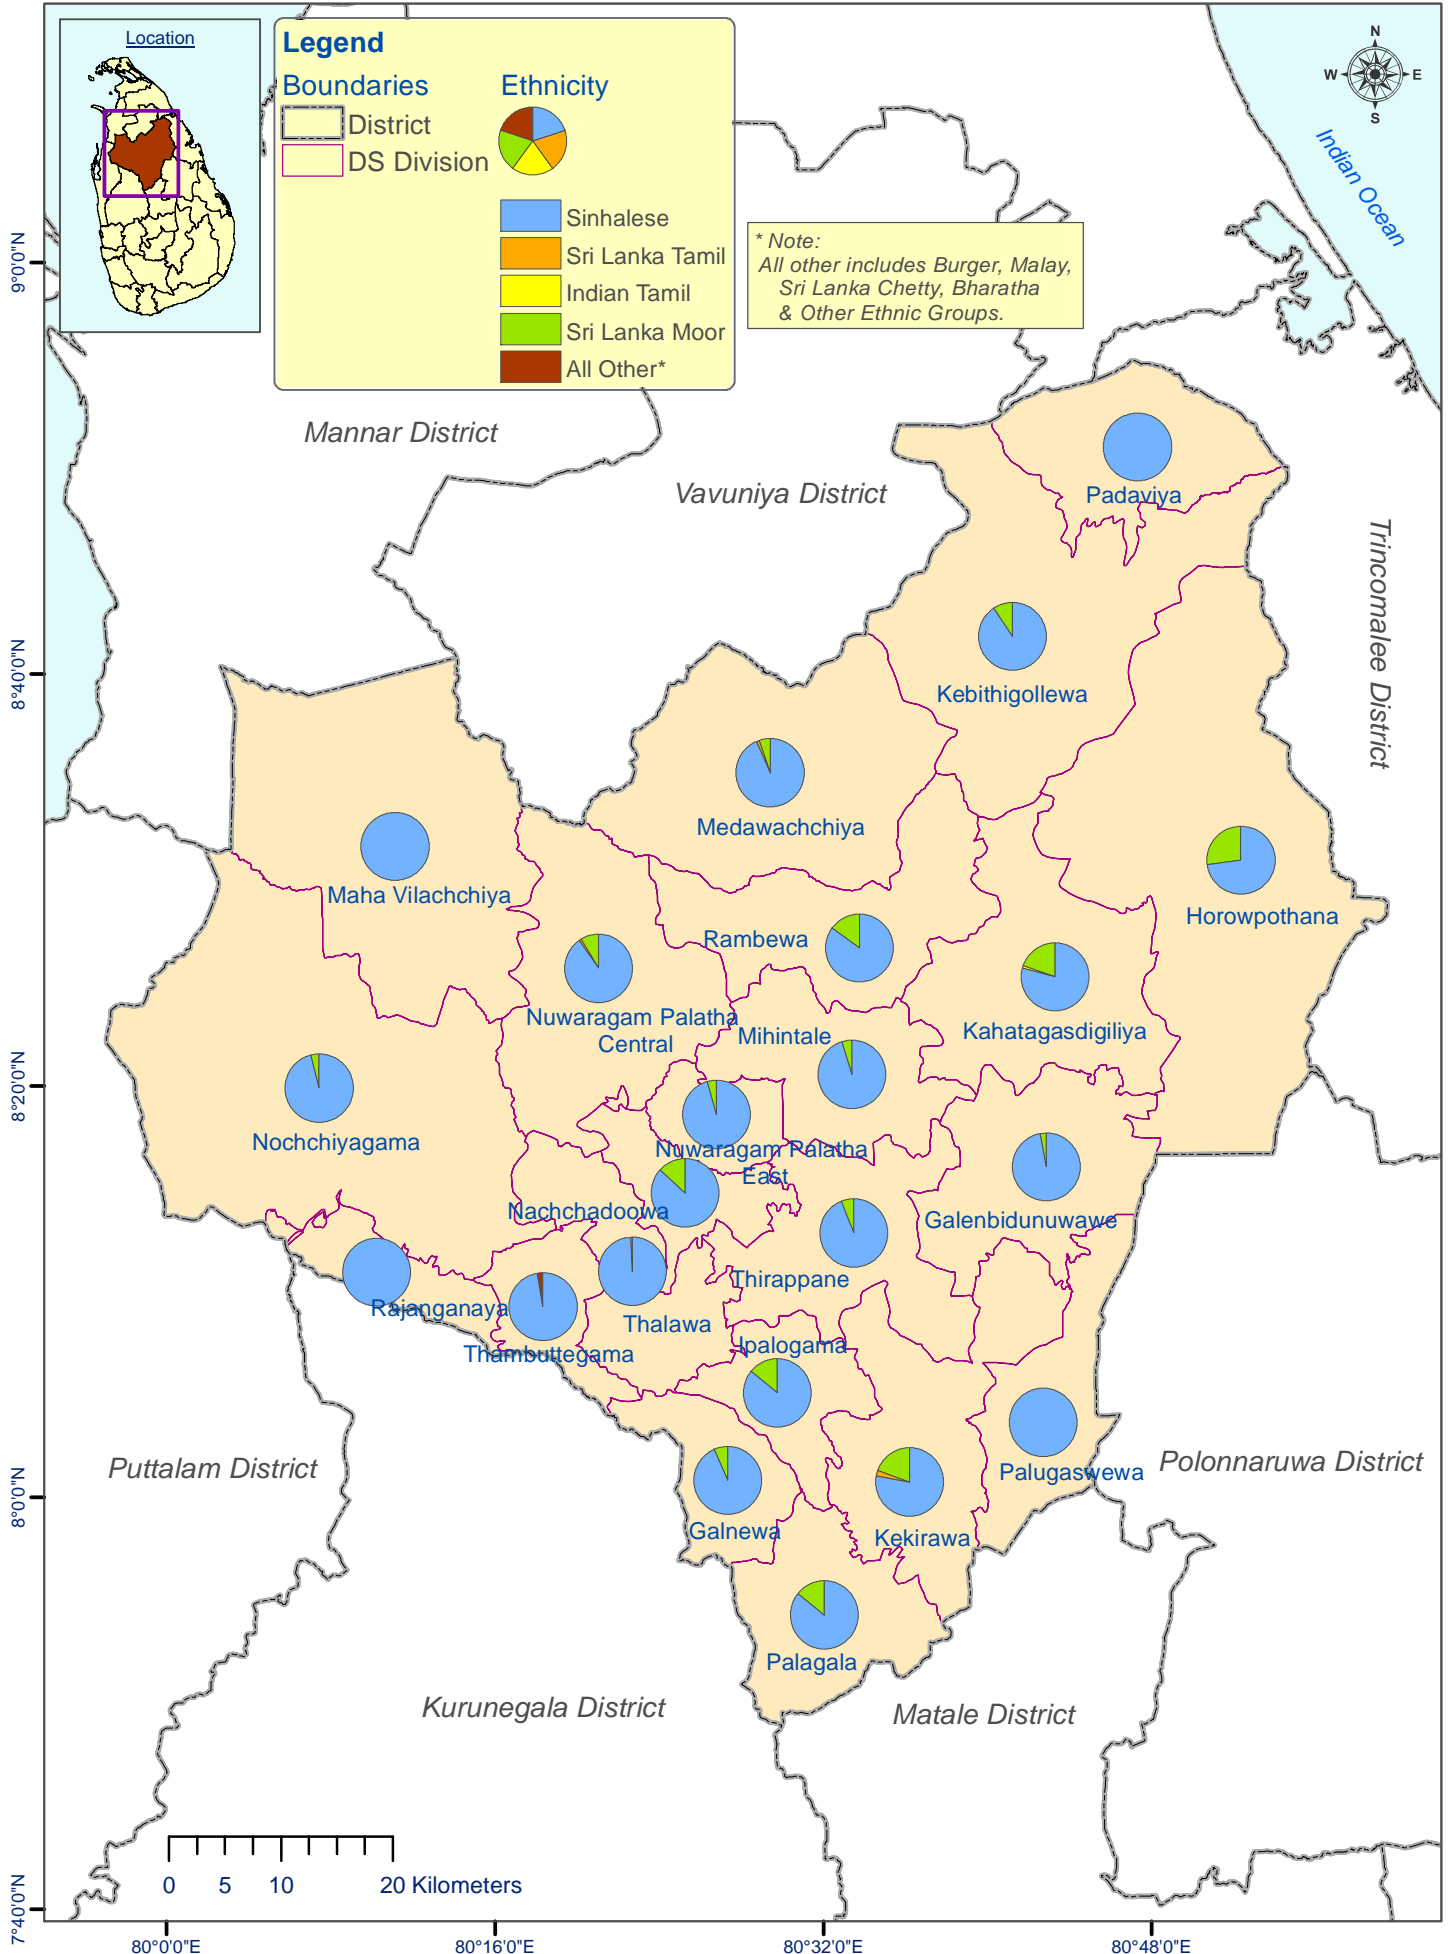 Location
Legend
Boundaries
District
DS Division
Ethnicity
Sinhalese
Sri Lanka Tamil
Indian Tamil
Sri Lanka Moor
All Other*
* Note:
All other includes Burger, Malay,
Sri Lanka Chetty, Bharatha
& Other Ethnic Groups.
N
W
E
S
Indian Ocean
Mannar District
Vavuniya District
Trincomalee District
Padaviya
Kebithigollewa
Medawachchiya
Maha Vilachchiya
Horowpothana
Rambewa
Nuwaragam Palatha
Central
Mihintale
Kahatagasdigiliya
Nochchiyagama
Nuwaragam Palatha
East
Nachchadoowa
Galenbidunuwawe
Thirappane
Rajanganaya
Thalawa
Thambuttegama
Ipalogama
Puttalam District
Palugaswewa
Polonnaruwa District
Galnewa
Kekirawa
Palagala
Kurunegala District
Matale District
0 5 10 20 Kilometers
9°0'0"N
8°40'0"N
8°20'0"N
8°0'0"N
7°40'0"N
80°0'0"E
80°16'0"E
80°32'0"E
80°48'0"E